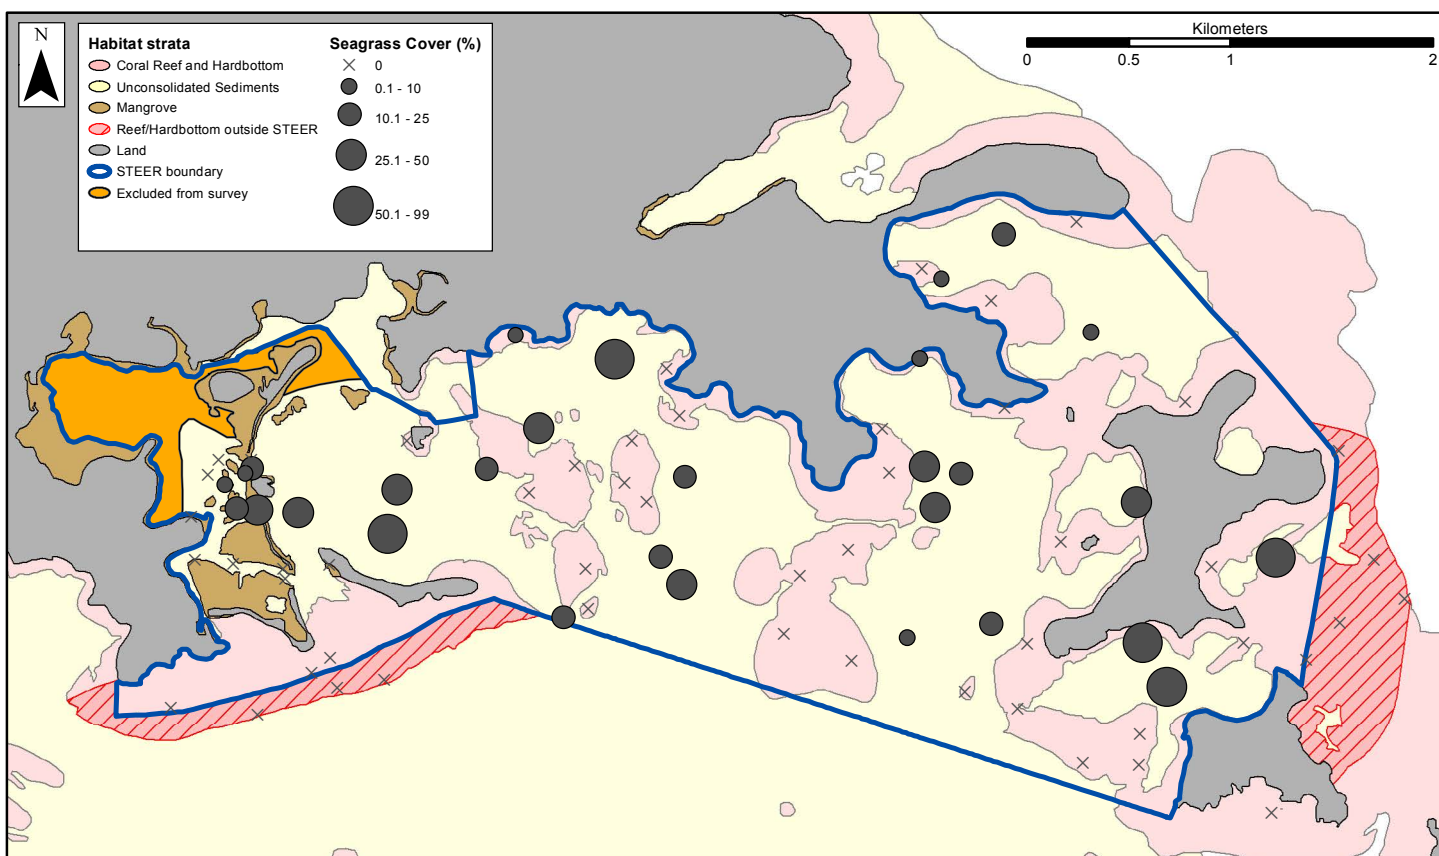 N
Habitat strata
Coral Reef and Hardbottom
Unconsolidated Sediments
Mangrove
Reef/Hardbottom outside STEER
Land
STEER boundary
Excluded from survey
Seagrass Cover (%)
0
0.1 - 10
10.1 - 25
25.1 - 50
50.1 - 99
Kilometers
0 0.5 1 2